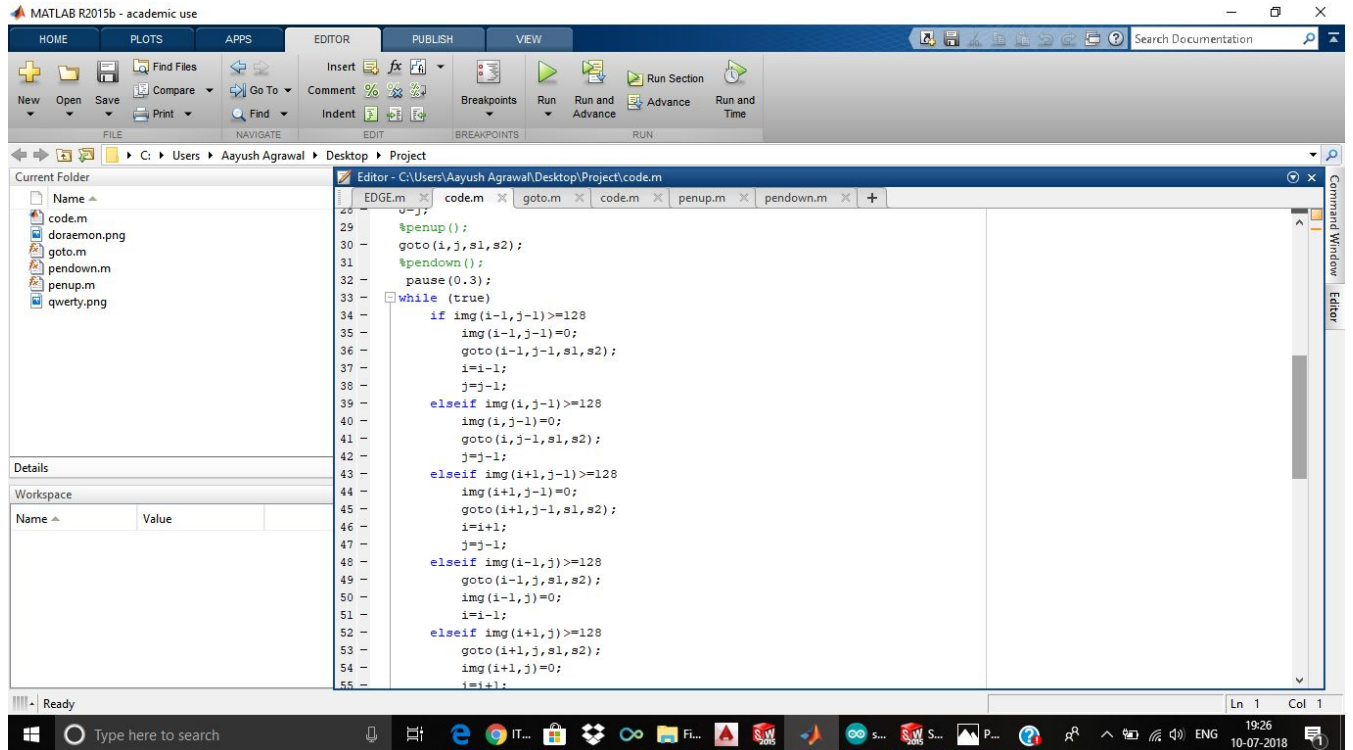 MATLAB R2015b - academic use
HOME PLOTS APPS EDITOR PUBLISH VIEW
Search Documentation
New Open Save
Find Files
Compare
Print
Go To
Find
Insert
Comment
Indent
fx
Breakpoints
Run
Run and Advance
Run Section
Advance
Run and Time
FILE NAVIGATE EDIT BREAKPOINTS RUN
C: Users Aayush Agrawal Desktop Project
Current Folder
Name
code.m
doraemon.png
goto.m
pendown.m
penup.m
qwerty.png
Details
Workspace
Name Value
Editor - C:\Users\Aayush Agrawal\Desktop\Project\code.m
EDGE.m code.m goto.m code.m penup.m pendown.m +
29 %penup();
30 - goto(i,j,s1,s2);
31 %pendown();
32 - pause(0.3);
33 - while (true)
34 - if img(i-1,j-1)>=128
35 - img(i-1,j-1)=0;
36 - goto(i-1,j-1,s1,s2);
37 - i=i-1;
38 - j=j-1;
39 - elseif img(i,j-1)>=128
40 - img(i,j-1)=0;
41 - goto(i,j-1,s1,s2);
42 - j=j-1;
43 - elseif img(i+1,j-1)>=128
44 - img(i+1,j-1)=0;
45 - goto(i+1,j-1,s1,s2);
46 - i=i+1;
47 - j=j-1;
48 - elseif img(i-1,j)>=128
49 - goto(i-1,j,s1,s2);
50 - img(i-1,j)=0;
51 - i=i-1;
52 - elseif img(i+1,j)>=128
53 - goto(i+1,j,s1,s2);
54 - img(i+1,j)=0;
55 - i=i+1;
Command Window
Editor
Ready
Ln 1 Col 1
Type here to search
IT...
Fi...
S...
S...
P...
ENG
19:26
10-07-2018